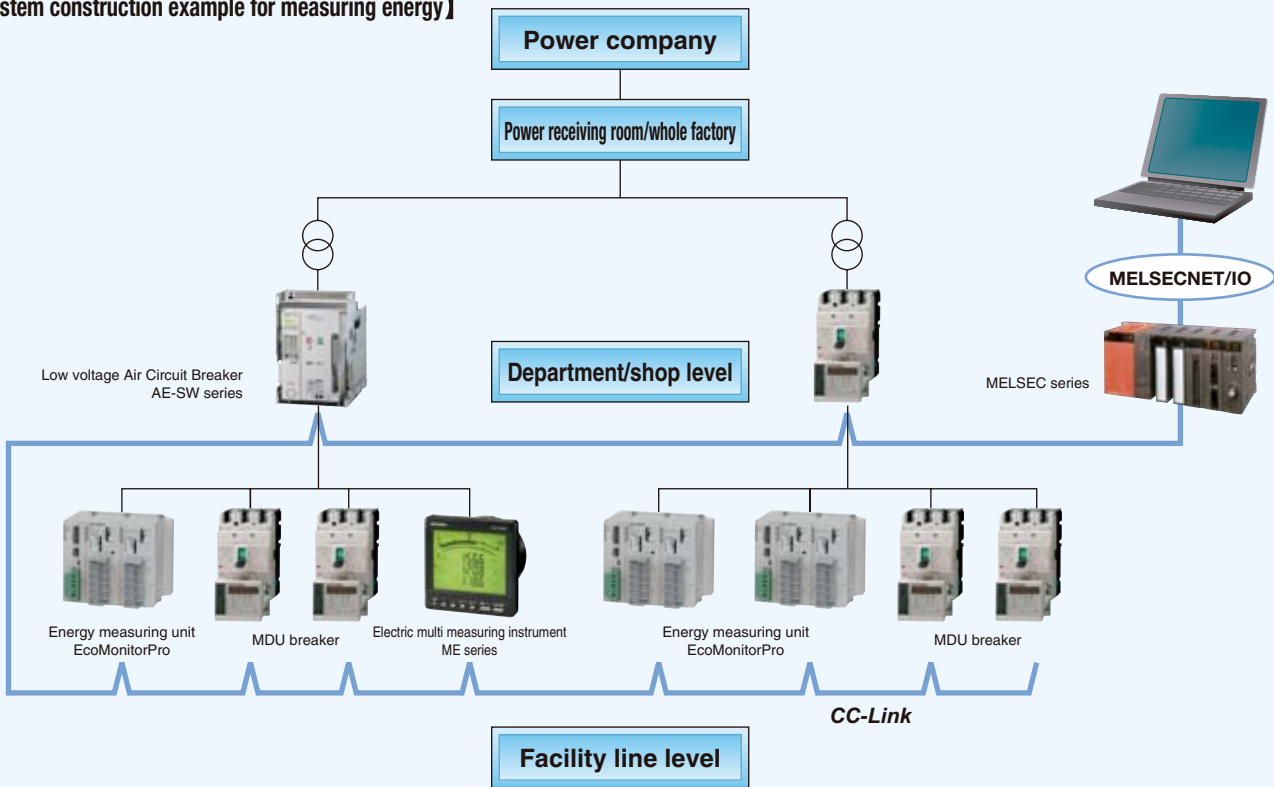 stem construction example for measuring energy】
Power company
Power receiving room/whole factory
MELSECNET/IO
Low voltage Air Circuit Breaker
AE-SW series
Department/shop level
MELSEC series
Energy measuring unit
EcoMonitorPro
MDU breaker
Electric multi measuring instrument
ME series
Energy measuring unit
EcoMonitorPro
MDU breaker
CC-Link
Facility line level